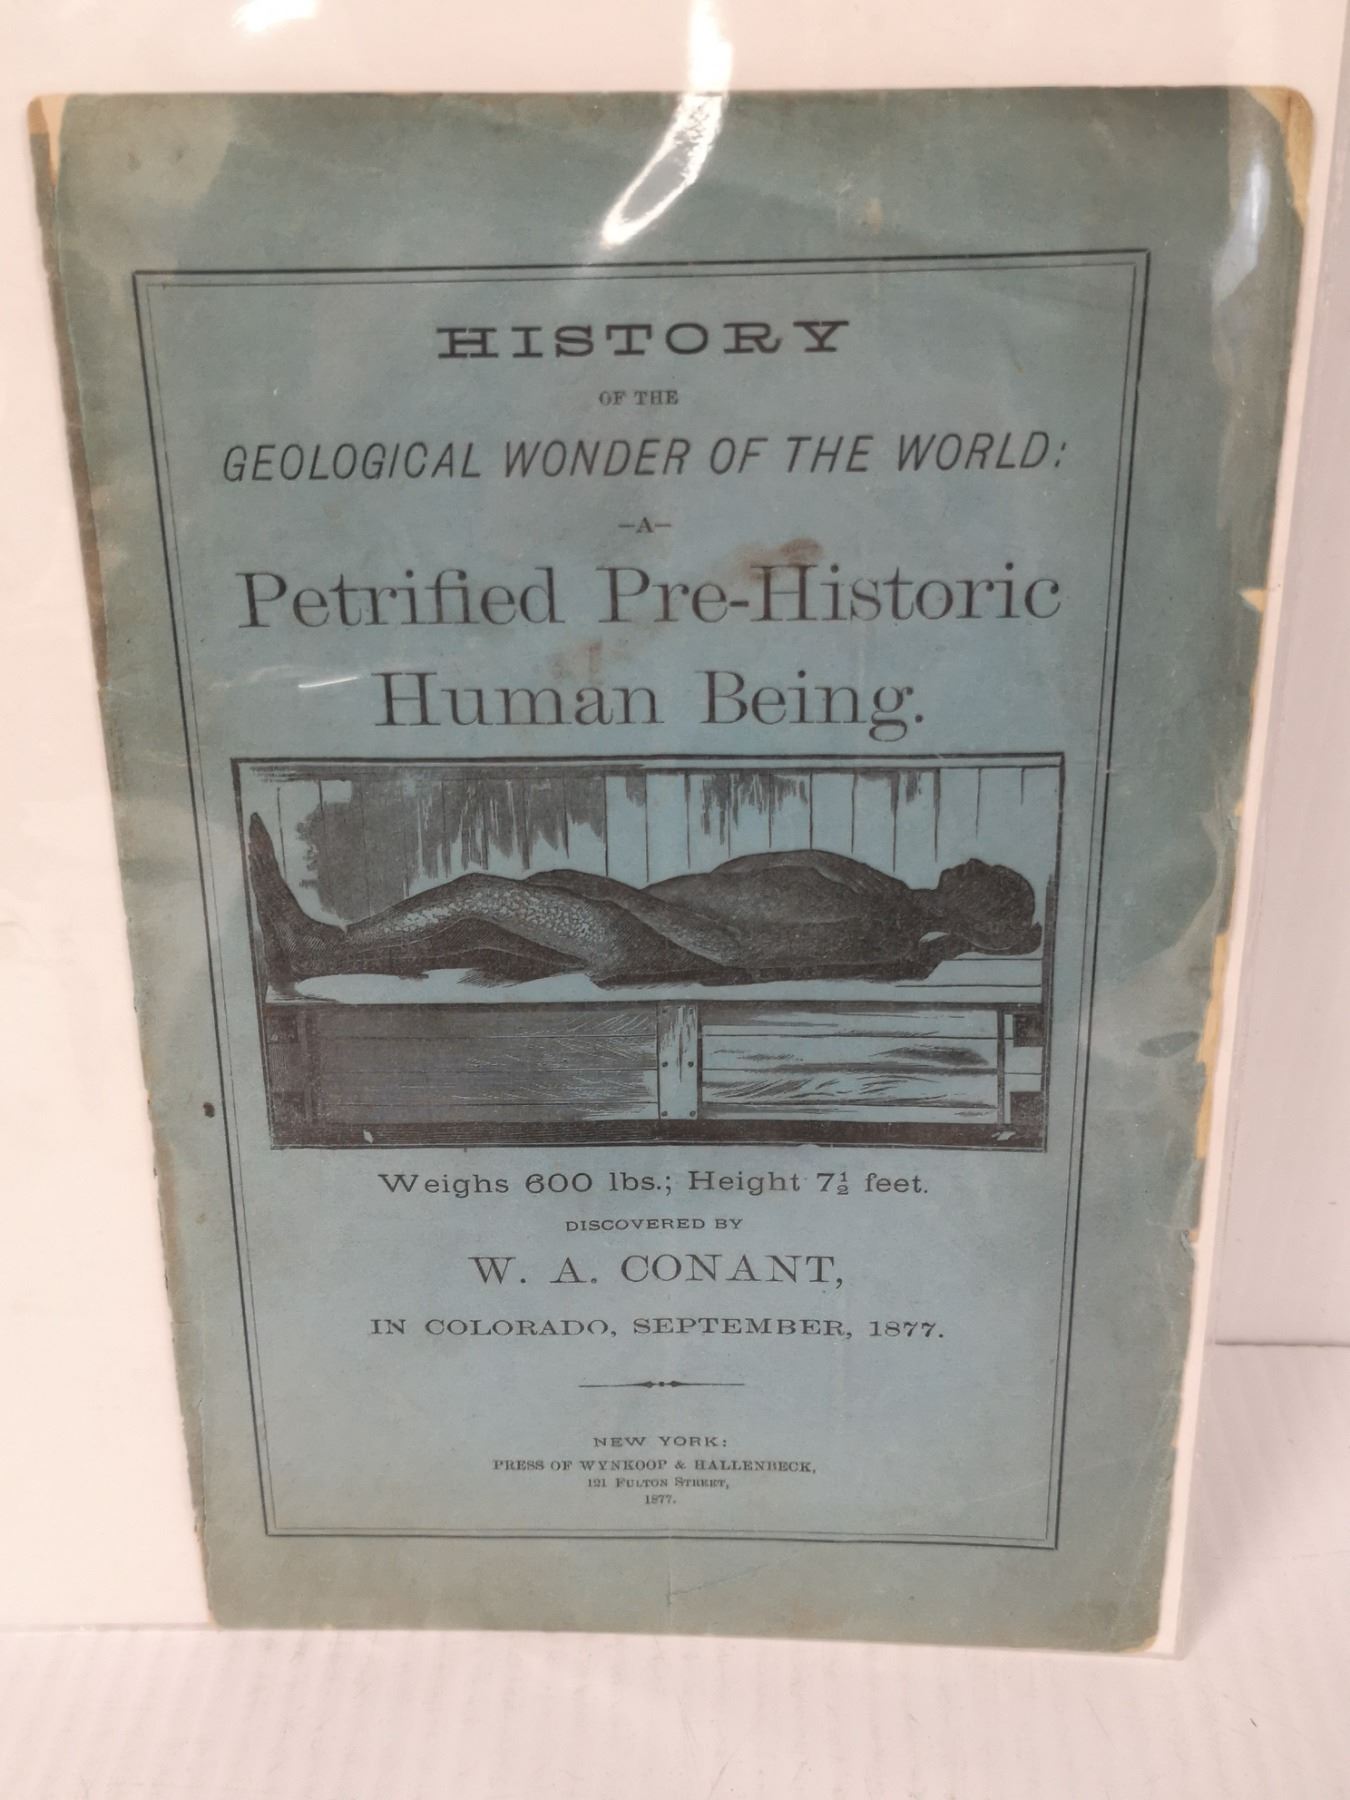 HISTORY
OF THE
GEOLOGICAL WONDER OF THE WORLD:
—A—
Petrified Pre-Historic
Human Being.
Weighs 600 lbs.; Height 7½ feet.
DISCOVERED BY
W. A. CONANT,
IN COLORADO, SEPTEMBER, 1877.
NEW YORK:
PRESS OF WYNKOOP & HALLENBECK,
121 FULTON STREET,
1877.